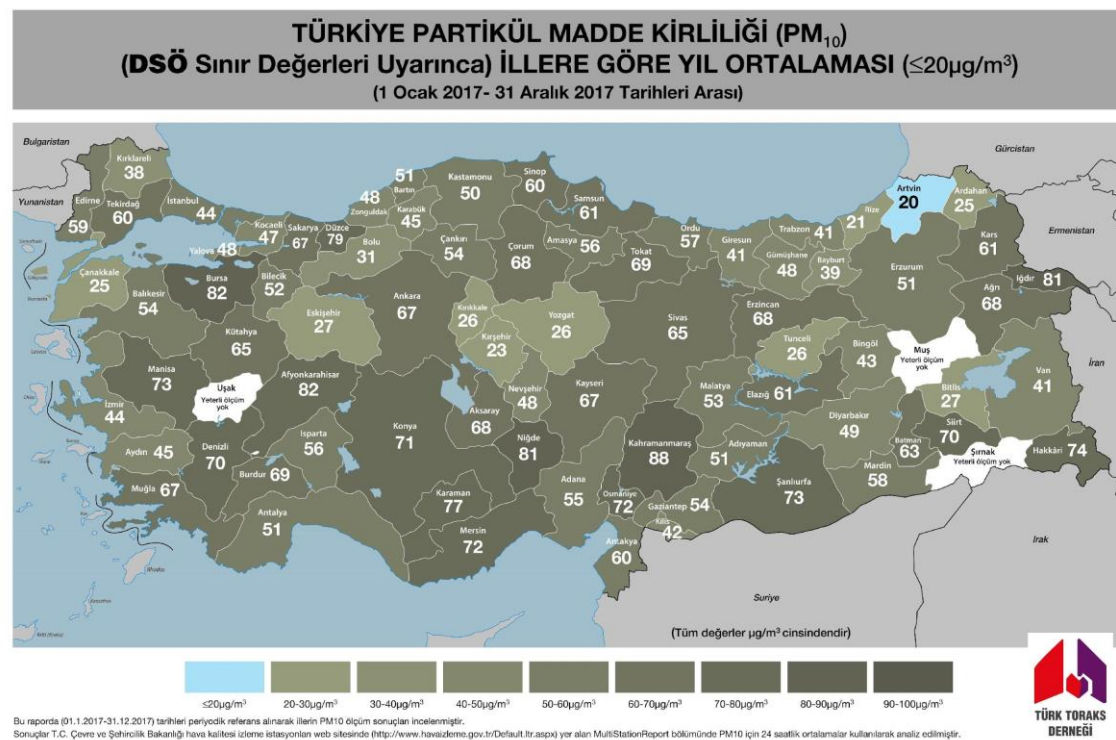 TÜRKİYE PARTİKÜL MADDE KİRLİLİĞİ (PM₁₀)
(DSÖ Sınır Değerleri Uyarınca) İLLERE GÖRE YIL ORTALAMASI (≤20µg/m³)
(1 Ocak 2017- 31 Aralık 2017 Tarihleri Arası)
Bulgaristan
Gürcistan
Yunanistan
Ermenistan
İran
Irak
Suriye
Kırklareli
38
Edirne
59
Tekirdağ
60
İstanbul
44
Kocaeli
47
Yalova 48
Sakarya
67
Düzce
79
48
Zonguldak
51
Bartın
Karabük
45
Kastamonu
50
Sinop
60
Samsun
61
Bolu
31
Çankırı
54
Çorum
68
Amasya
56
Tokat
69
Ordu
57
Giresun
41
Trabzon
41
Gümüşhane
48
Bayburt
39
Rize
21
Artvin
20
Ardahan
25
Kars
61
Iğdır
81
Ağrı
68
Erzurum
51
Erzincan
68
Çanakkale
25
Balıkesir
54
Bursa
82
Bilecik
52
Eskişehir
27
Kütahya
65
Ankara
67
Kırıkkale
26
Kırşehir
23
Yozgat
26
Sivas
65
Tunceli
26
Bingöl
43
Muş
Yeterli ölçüm
yok
Bitlin
27
Van
41
Manisa
73
Uşak
Yeterli ölçüm
yok
Afyonkarahisar
82
İzmir
44
Aydın 45
Denizli
70
Isparta
56
Burdur 69
Muğla 67
Antalya
51
Konya
71
Aksaray
68
Nevşehir
48
Niğde
81
Kayseri
67
Karaman
77
Mersin
72
Adana
55
Kahramanmaraş
88
Osmaniye
72
Antakya
60
Gaziantep 54
Kilis
42
Malatya
53
Elazığ 61
Adıyaman
51
Şanlıurfa
73
Diyarbakır
49
Mardin
58
Batman
63
Siirt
70
Şırnak
Yeterli ölçüm yok
Hakkâri
74
(Tüm değerler µg/m³ cinsindendir)
≤20µg/m³
20-30µg/m³
30-40µg/m³
40-50µg/m³
50-60µg/m³
60-70µg/m³
70-80µg/m³
80-90µg/m³
90-100µg/m³
TÜRK TORAKS
DERNEĞİ
Bu raporda (01.1.2017-31.12.2017) tarihleri periyodik referans alınarak illerin PM10 ölçüm sonuçları incelenmiştir.
Sonuçlar T.C. Çevre ve Şehircilik Bakanlığı hava kalitesi izleme istasyonları web sitesinde (http://www.havaizleme.gov.tr/Default.ltr.aspx) yer alan MultiStationReport bölümünde PM10 için 24 saatlik ortalamalar kullanılarak analiz edilmiştir.